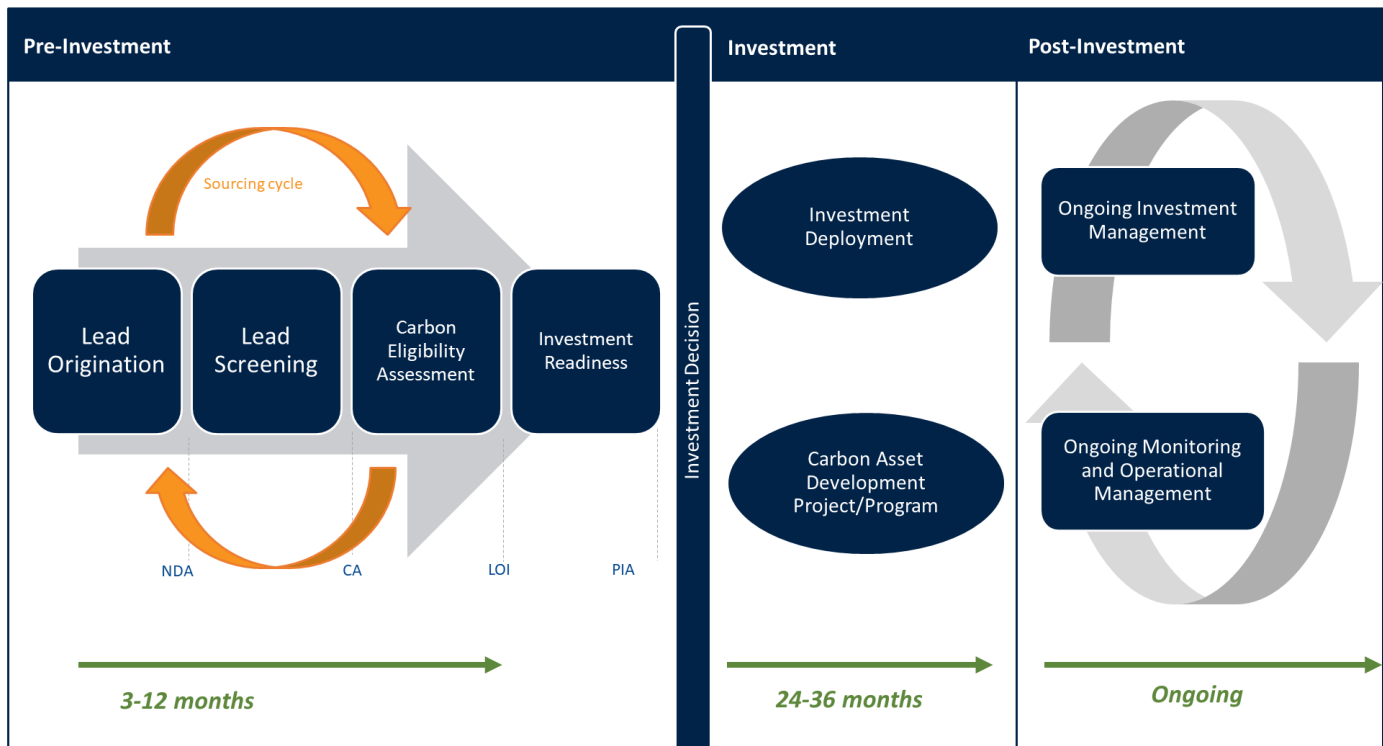 Pre-Investment
Investment
Post-Investment
Sourcing cycle
Lead
Origination
Lead
Screening
Carbon
Eligibility
Assessment
Investment
Readiness
NDA
CA
LOI
PIA
3-12 months
Investment Decision
Investment
Deployment
Carbon Asset
Development
Project/Program
24-36 months
Ongoing Investment
Management
Ongoing Monitoring
and Operational
Management
Ongoing